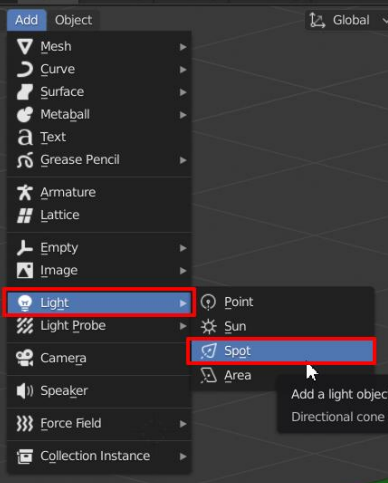 Add Object Global
Mesh
Curve
Surface
Metaball
Text
Grease Pencil
Armature
Lattice
Empty
Image
Light
Light Probe
Camera
Speaker
Force Field
Collection Instance
Point
Sun
Spot
Area
Add a light objec
Directional cone